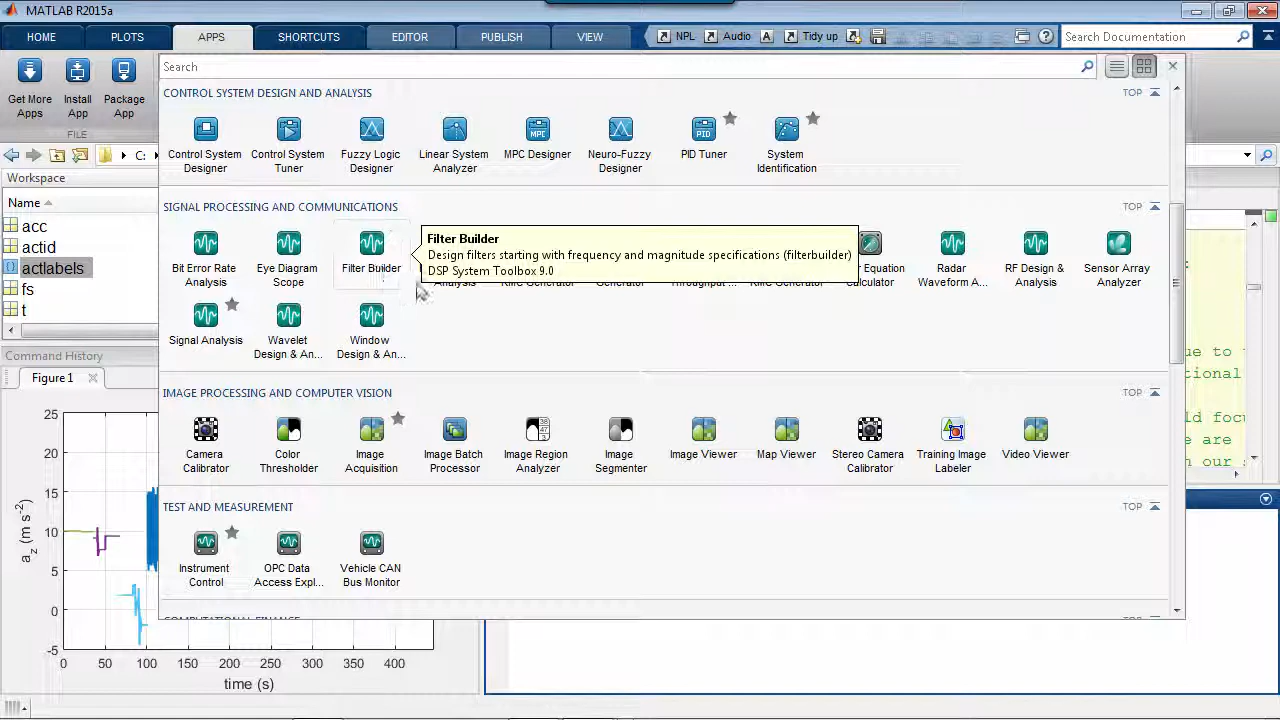 MATLAB R2015a
HOME PLOTS APPS SHORTCUTS EDITOR PUBLISH VIEW NPL Audio A Tidy up Search Documentation
Search
Get More Apps
Install App
Package App
FILE
C:
Workspace
Name
acc
actid
actlabels
fs
t
Command History
Figure 1
CONTROL SYSTEM DESIGN AND ANALYSIS TOP
Control System Designer
Control System Tuner
Fuzzy Logic Designer
Linear System Analyzer
MPC Designer
Neuro-Fuzzy Designer
PID Tuner
System Identification
SIGNAL PROCESSING AND COMMUNICATIONS TOP
Bit Error Rate Analysis
Eye Diagram Scope
Filter Builder
Filter Builder
Design filters starting with frequency and magnitude specifications (filterbuilder)
DSP System Toolbox 9.0
Equation
Radar Waveform A...
RF Design & Analysis
Sensor Array Analyzer
Signal Analysis
Wavelet Design & An...
Window Design & An...
IMAGE PROCESSING AND COMPUTER VISION TOP
Camera Calibrator
Color Thresholder
Image Acquisition
Image Batch Processor
Image Region Analyzer
Image Segmenter
Image Viewer
Map Viewer
Stereo Camera Calibrator
Training Image Labeler
Video Viewer
TEST AND MEASUREMENT TOP
Instrument Control
OPC Data Access Expl...
Vehicle CAN Bus Monitor
25
20
15
10
5
0
-5
a_z (m s^-2)
0 50 100 150 200 250 300 350 400
time (s)